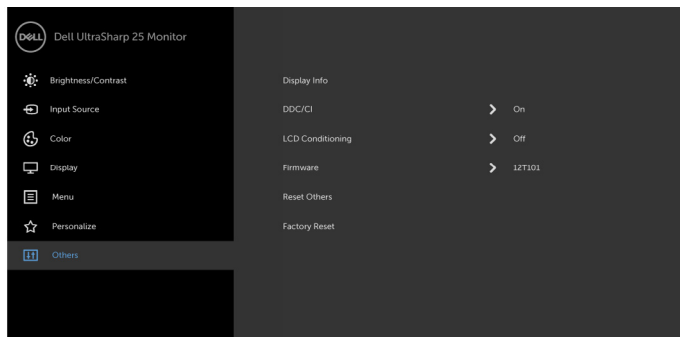 DELL Dell UltraSharp 25 Monitor
Brightness/Contrast Display Info
Input Source DDC/CI On
Color LCD Conditioning Off
Display Firmware 12T101
Menu Reset Others
Personalize Factory Reset
Others